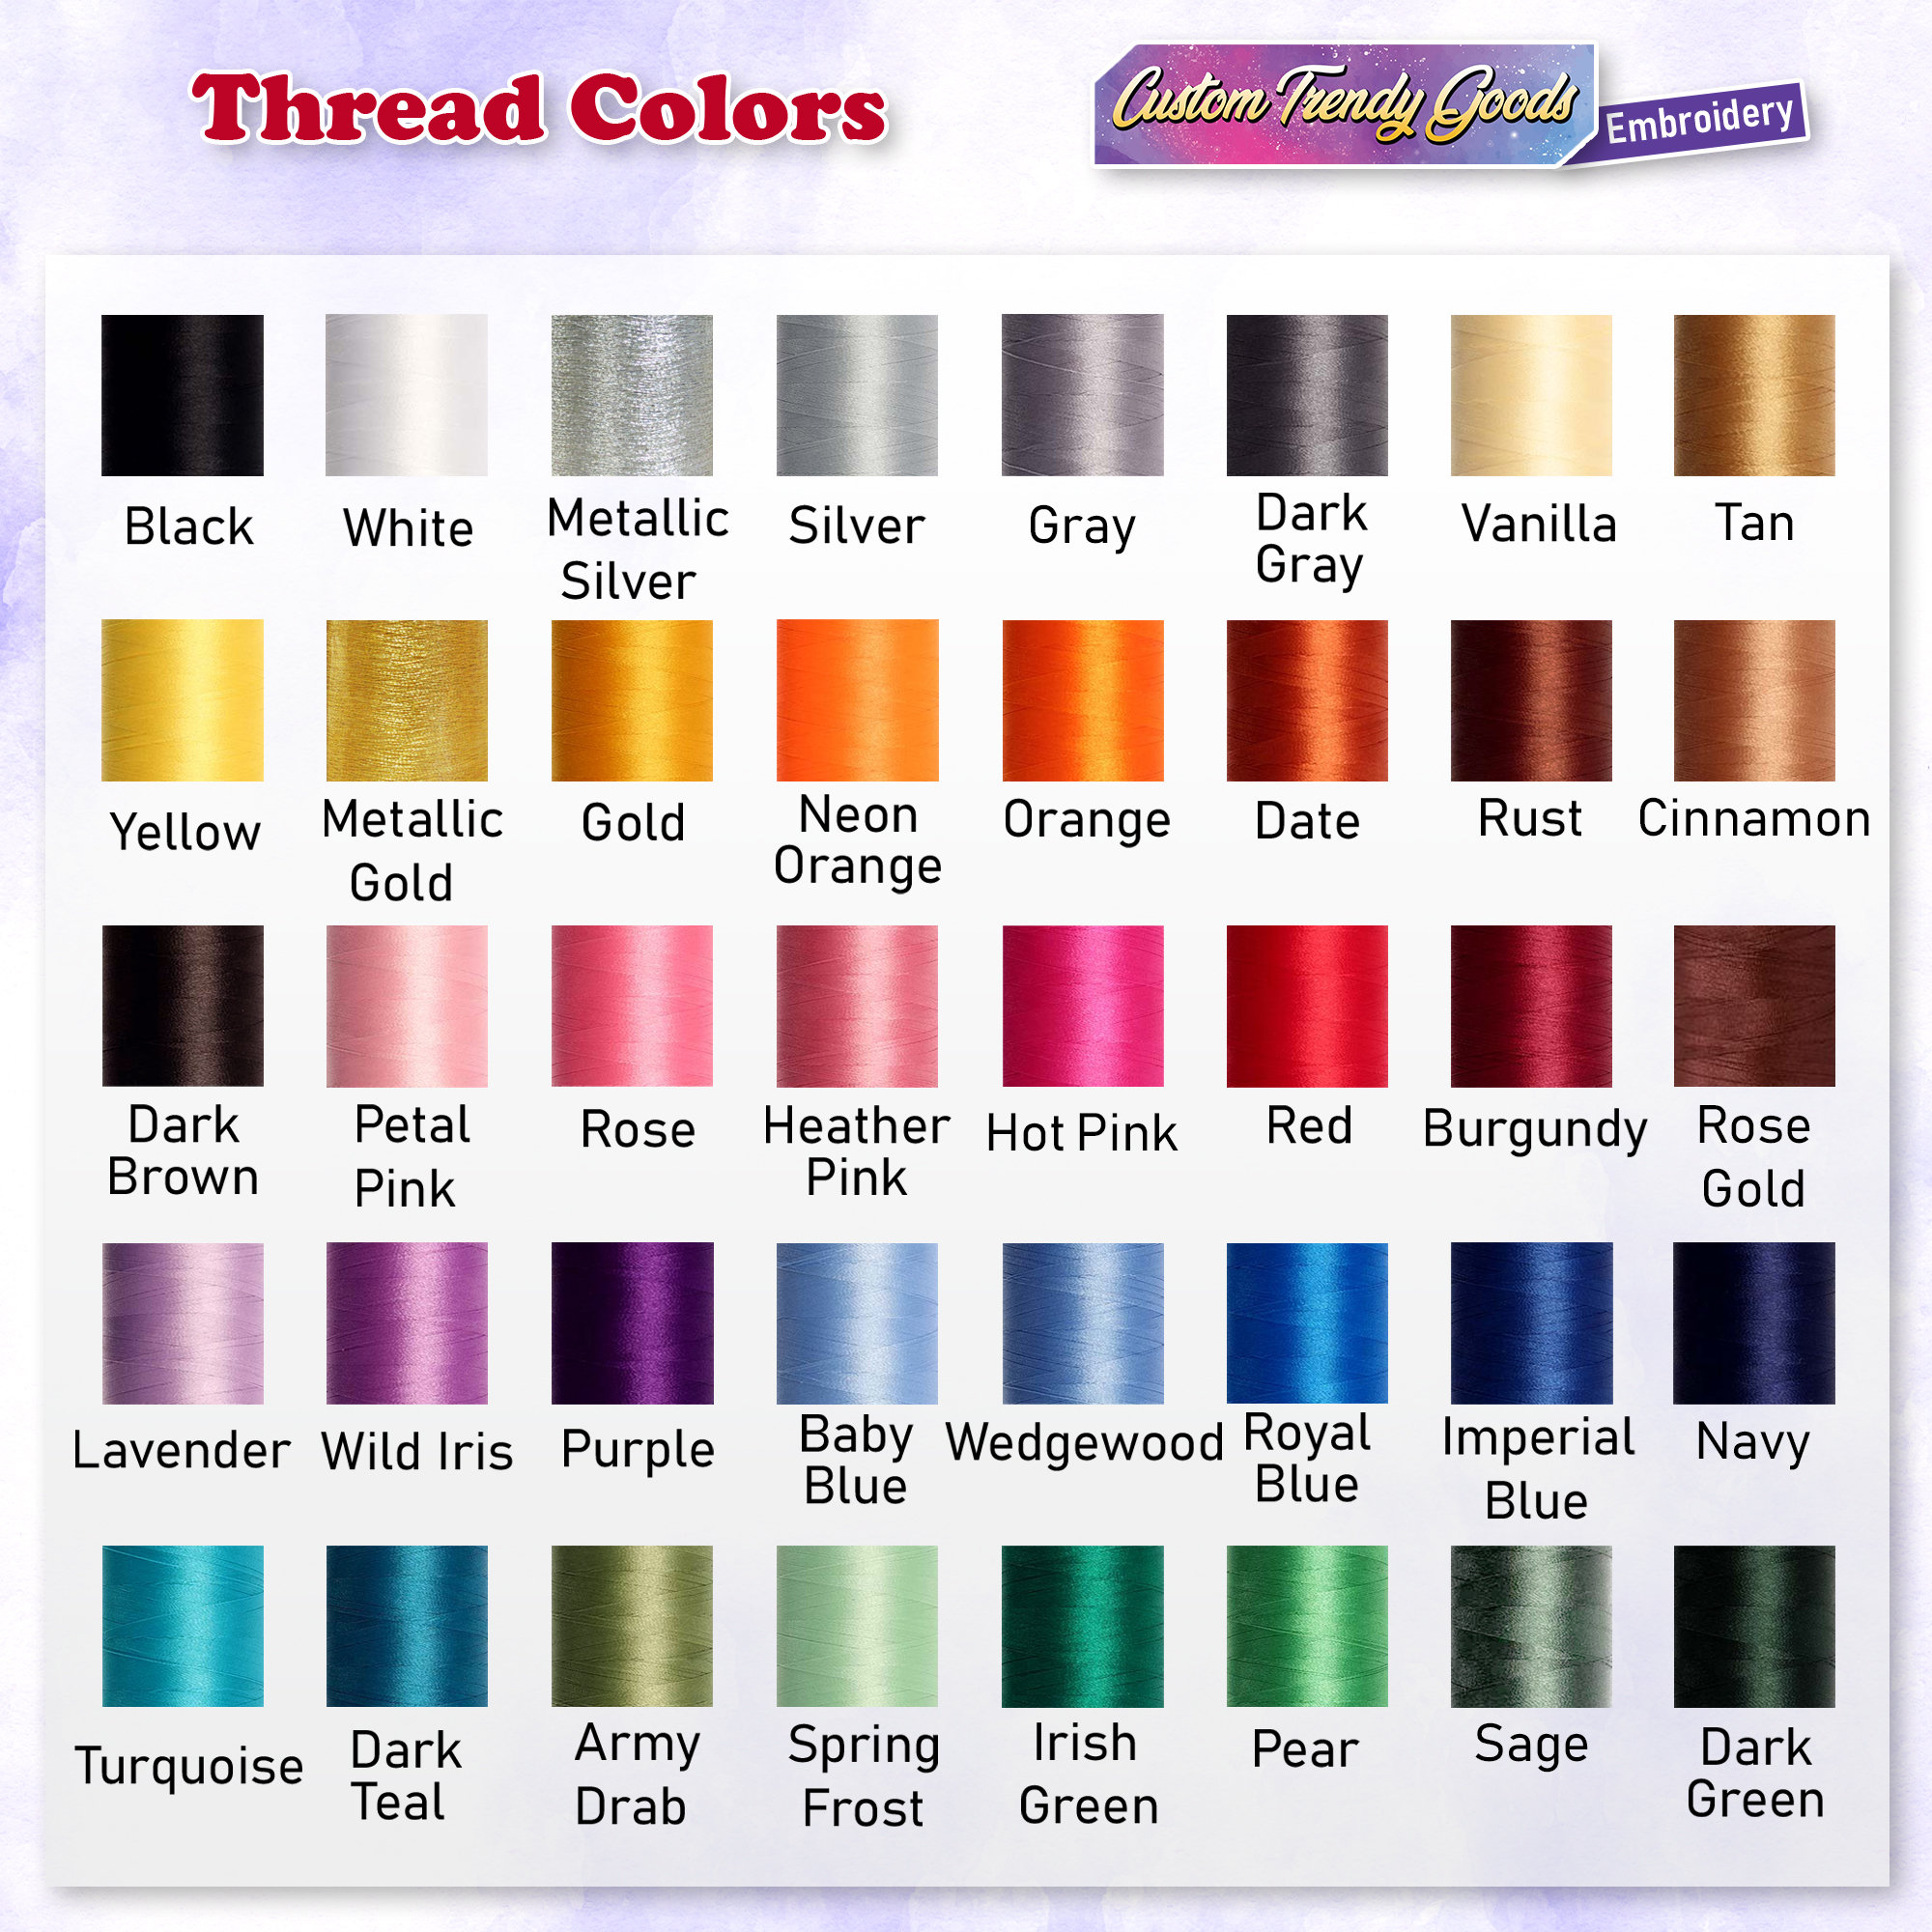 Thread Colors
Custom Trendy Goods
Embroidery
Black
White
Metallic
Silver
Silver
Gray
Dark
Gray
Vanilla
Tan
Yellow
Metallic
Gold
Gold
Neon
Orange
Orange
Date
Rust
Cinnamon
Dark
Brown
Petal
Pink
Rose
Heather
Pink
Hot Pink
Red
Burgundy
Rose
Gold
Lavender
Wild Iris
Purple
Baby
Blue
Wedgewood
Royal
Blue
Imperial
Blue
Navy
Turquoise
Dark
Teal
Army
Drab
Spring
Frost
Irish
Green
Pear
Sage
Dark
Green